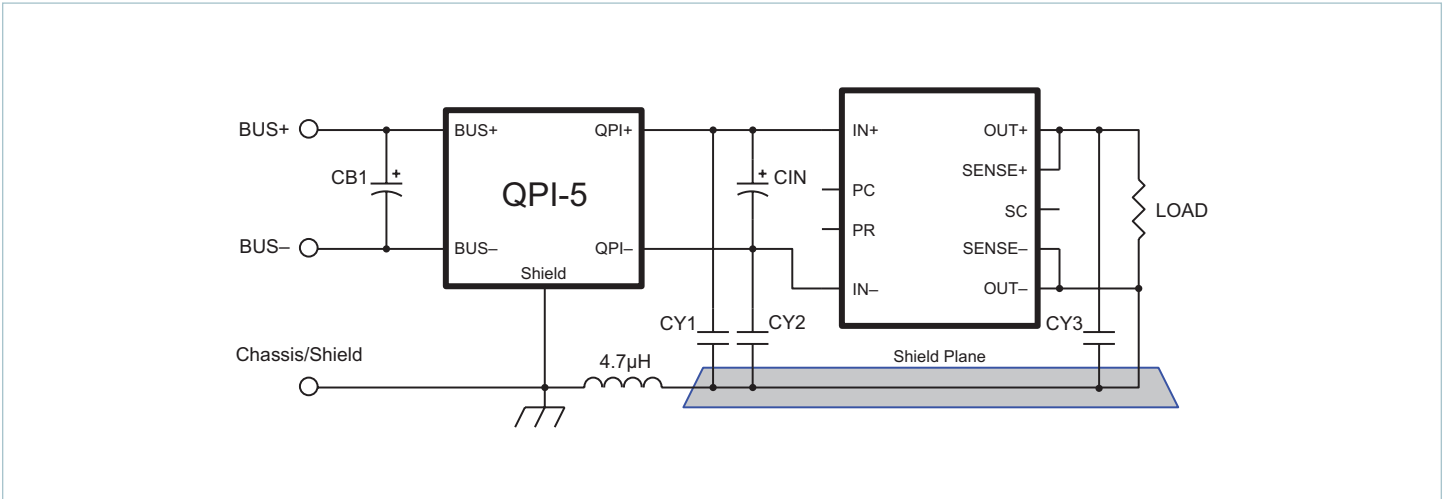 BUS+
BUS–
CB1
+
BUS+
BUS–
QPI-5
QPI+
QPI–
Shield
+
CIN
IN+
PC
PR
IN–
OUT+
SENSE+
SC
SENSE–
OUT–
LOAD
CY1
CY2
CY3
Chassis/Shield
4.7µH
Shield Plane